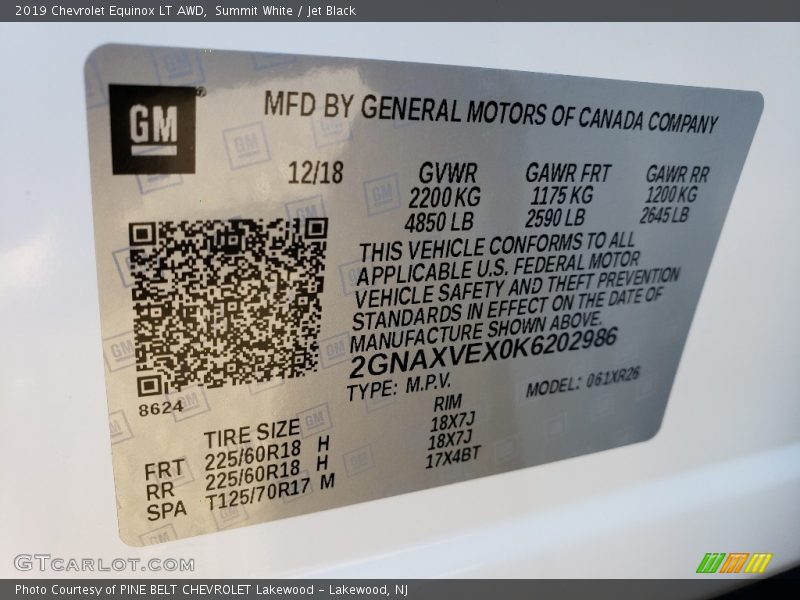 2019 Chevrolet Equinox LT AWD, Summit White / Jet Black
GM®
MFD BY GENERAL MOTORS OF CANADA COMPANY
12/18 GVWR GAWR FRT GAWR RR
2200 KG 1175 KG 1200 KG
4850 LB 2590 LB 2645 LB
THIS VEHICLE CONFORMS TO ALL
APPLICABLE U.S. FEDERAL MOTOR
VEHICLE SAFETY AND THEFT PREVENTION
STANDARDS IN EFFECT ON THE DATE OF
MANUFACTURE SHOWN ABOVE.
2GNAXVEX0K6202986
TYPE: M.P.V. MODEL: 061XR26
8624
TIRE SIZE RIM
FRT 225/60R18 H 18X7J
RR 225/60R18 H 18X7J
SPA T125/70R17 M 17X4BT
GTCARLOT.COM
Photo Courtesy of PINE BELT CHEVROLET Lakewood - Lakewood, NJ